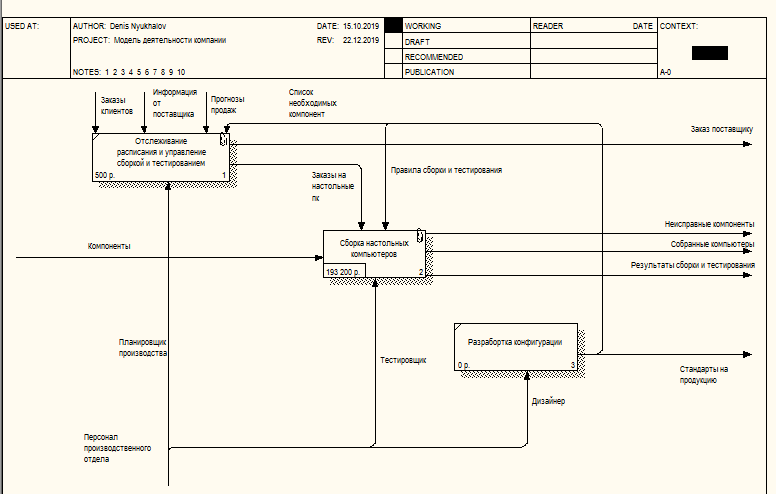 USED AT:
AUTHOR: Denis Nyukhalov
DATE: 15.10.2019
WORKING
READER
DATE
CONTEXT:
PROJECT: Модель деятельности компании
REV: 22.12.2019
DRAFT
RECOMMENDED
NOTES: 1 2 3 4 5 6 7 8 9 10
PUBLICATION
A-0
Заказы
клиентов
Информация
от
поставщика
Прогнозы
продаж
Список
необходимых
компонент
Заказ поставщику
Отслеживание
расписания и управление
сборкой и тестированием
500 р.
1
Заказы на
настольные
пк
Правила сборки и тестирования
Неисправные компоненты
Компоненты
Сборка настольных
компьютеров
193 200 р.
2
Собранные компьютеры
Результаты сборки и тестирования
Планировщик
производства
Тестировщик
Разрабортка конфигурации
0 р.
3
Стандарты на
продукцию
Дизайнер
Персонал
производственного
отдела